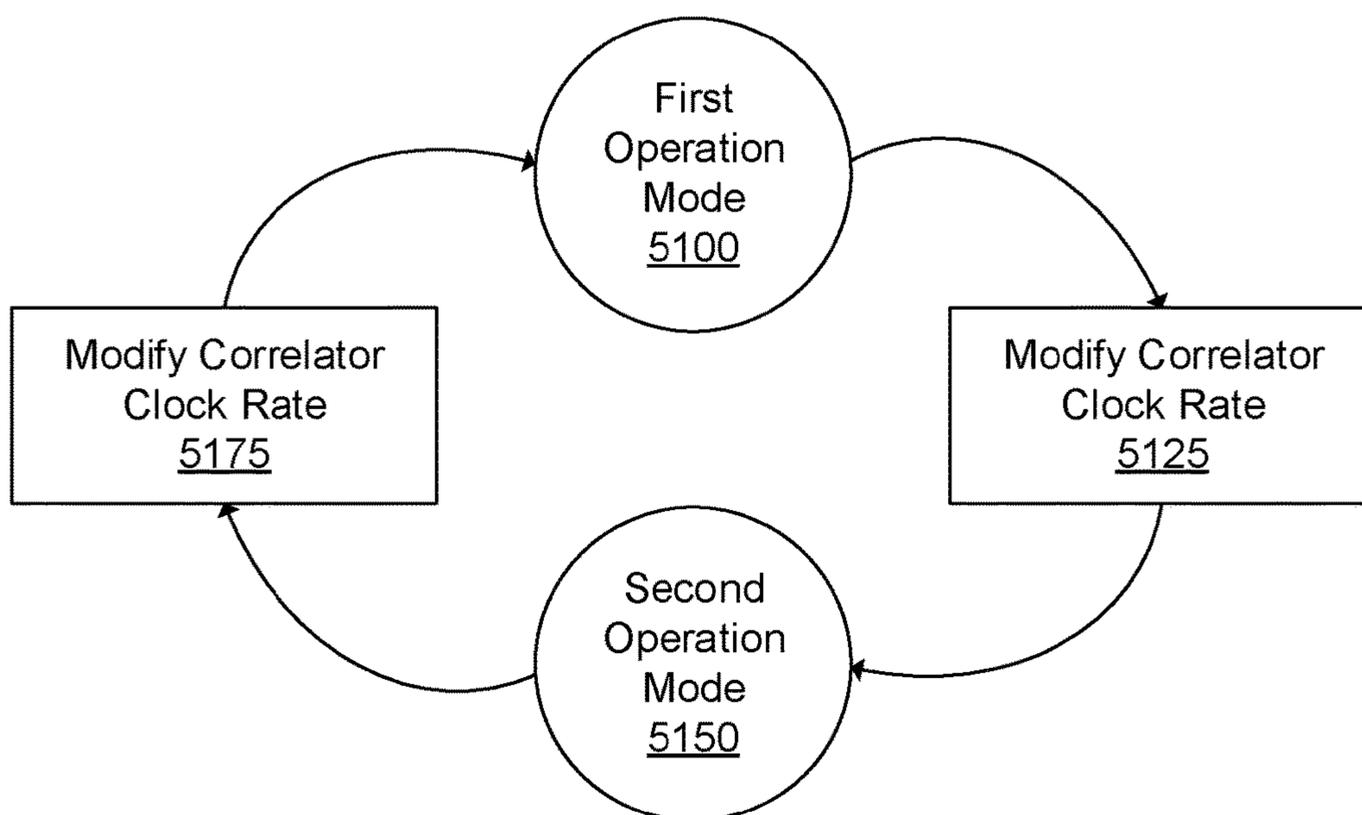 First
Operation
Mode
5100
Modify Correlator
Clock Rate
5175
Modify Correlator
Clock Rate
5125
Second
Operation
Mode
5150